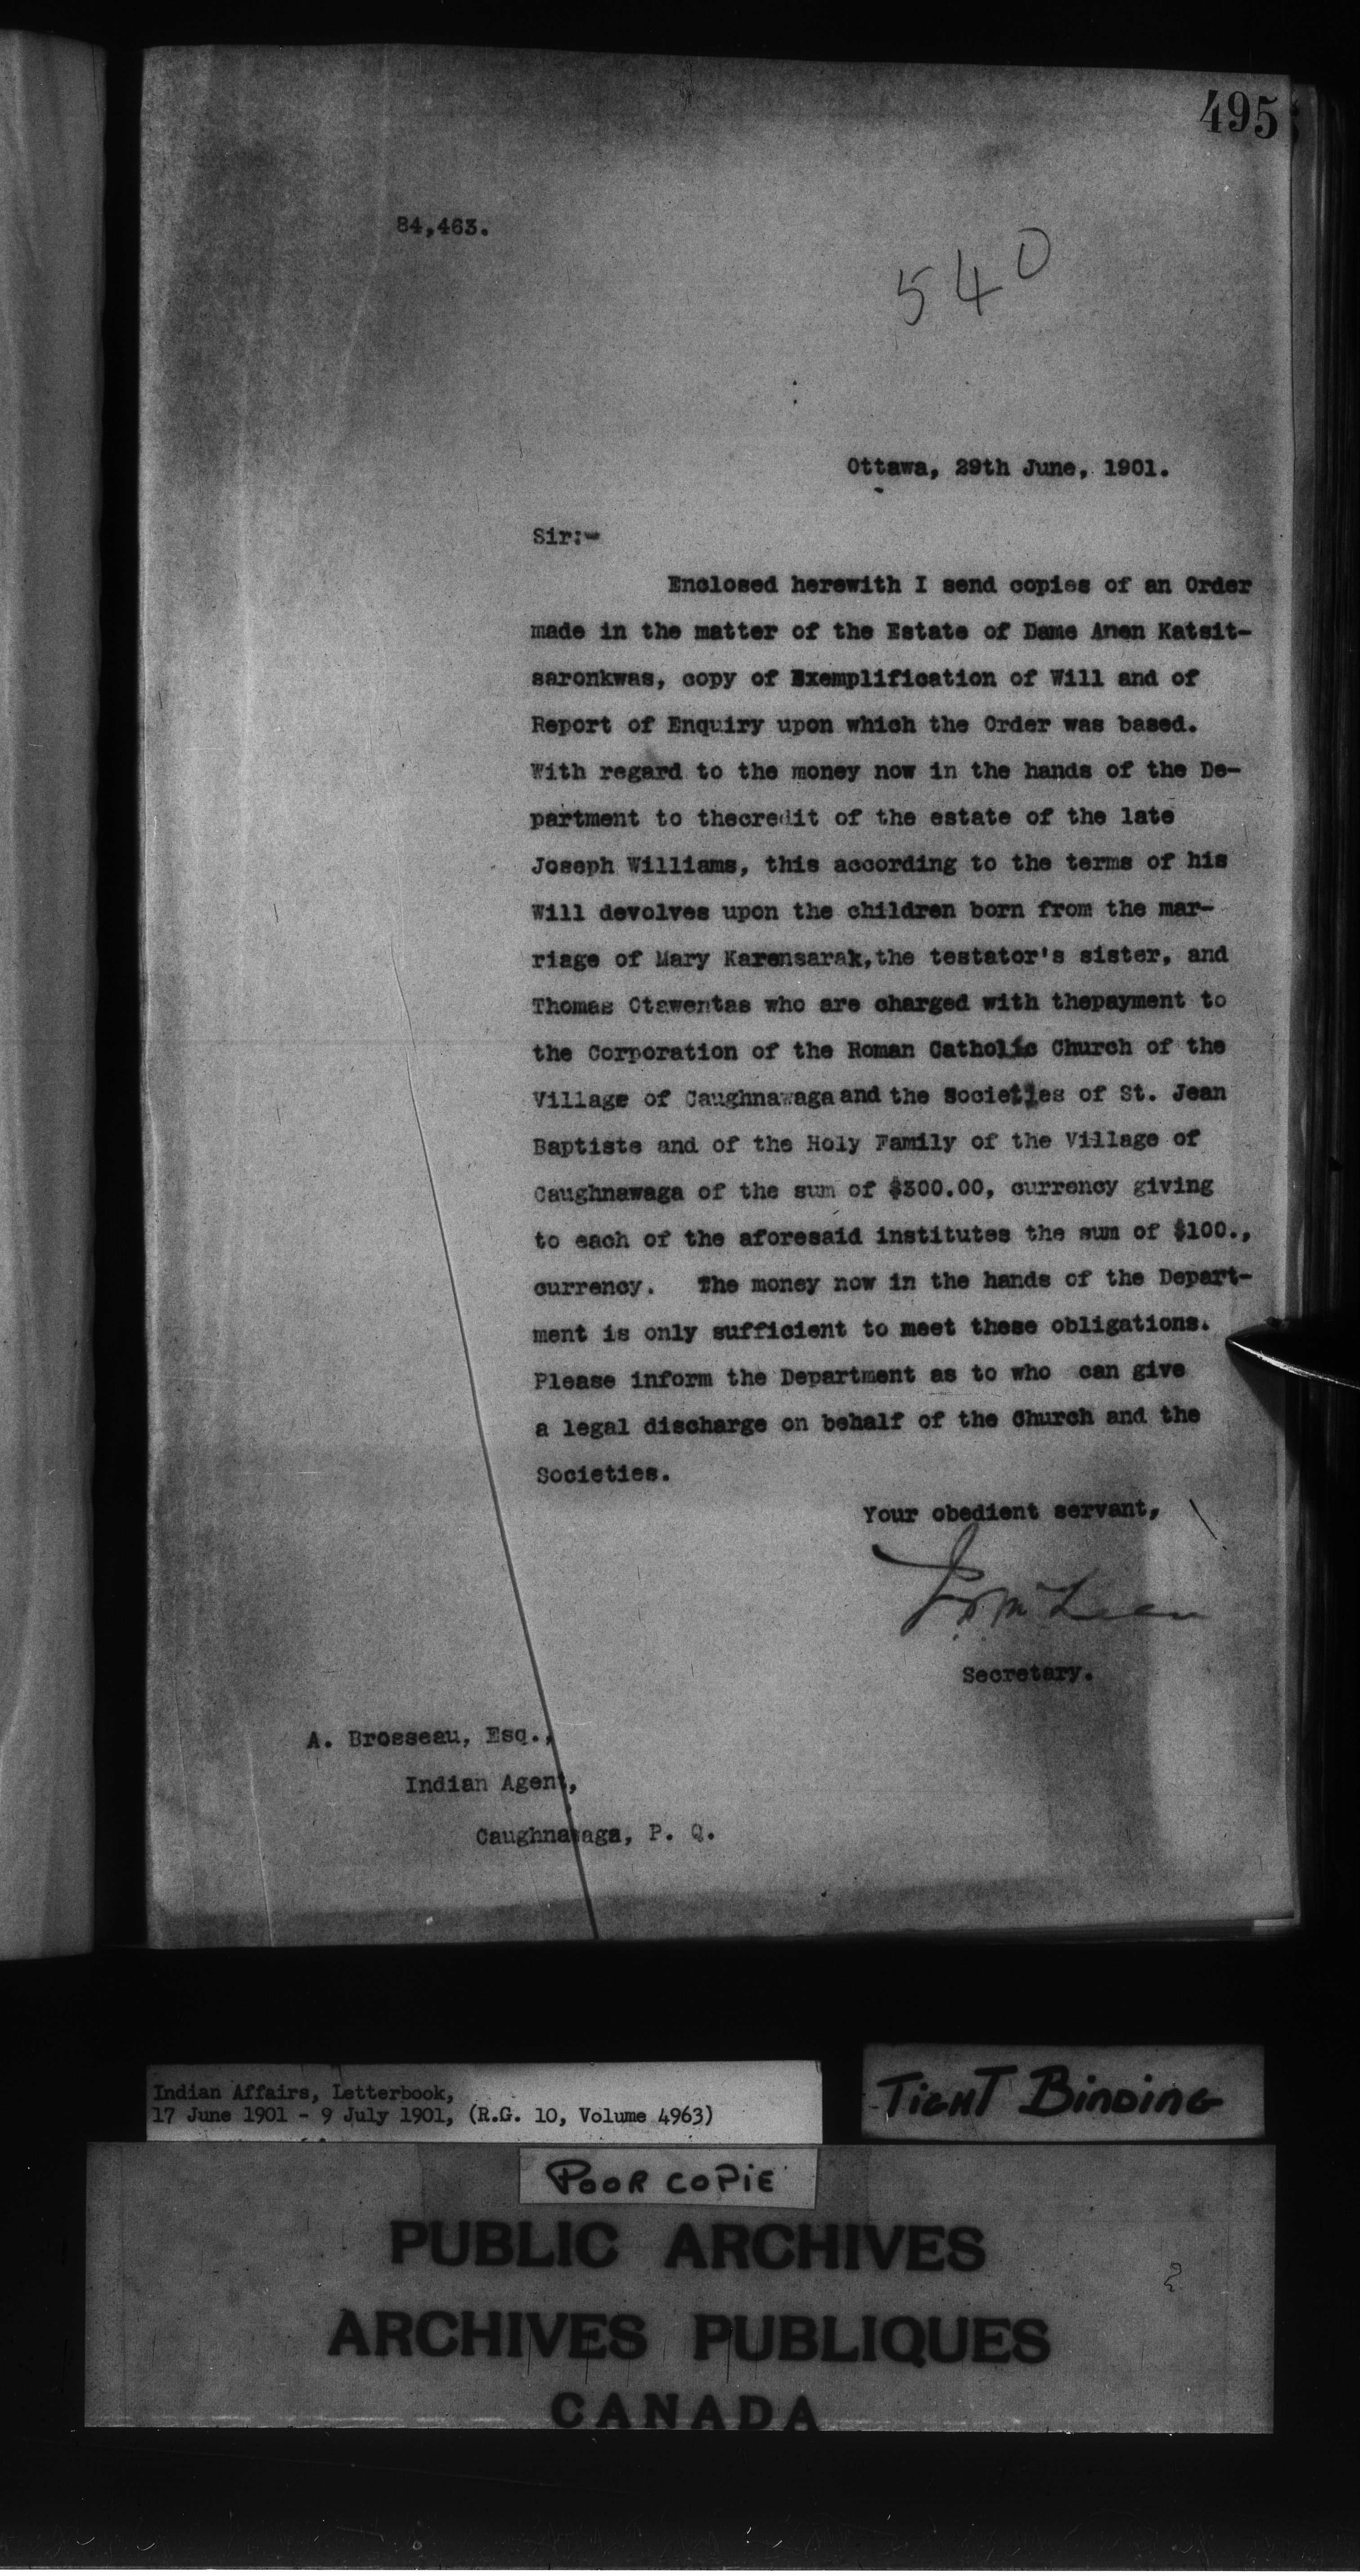 495
84,463.
540
Ottawa, 29th June, 1901.
Sir:-
Enclosed herewith I send copies of an Order
made in the matter of the Estate of Dame Anen Katsit-
saronkwas, copy of Exemplification of Will and of
Report of Enquiry upon which the Order was based.
With regard to the money now in the hands of the De-
partment to thecredit of the estate of the late
Joseph Williams, this according to the terms of his
Will devolves upon the children born from the mar-
riage of Mary Karensarak,the testator's sister, and
Thomas Otawentas who are charged with thepayment to
the Corporation of the Roman Catholic Church of the
Village of Caughnawaga and the Societies of St. Jean
Baptiste and of the Holy Family of the Village of
Caughnawaga of the sum of $300.00, currency giving
to each of the aforesaid institutes the sum of $100.,
currency. The money now in the hands of the Depart-
ment is only sufficient to meet these obligations.
Please inform the Department as to who can give
a legal discharge on behalf of the Church and the
Societies.
Your obedient servant,
J. D. McLean
Secretary.
A. Brosseau, Esq.,
Indian Agent,
Caughnawaga, P. Q.
Indian Affairs, Letterbook,
17 June 1901 - 9 July 1901, (R.G. 10, Volume 4963)
TIGHT BINDING
POOR COPIE
PUBLIC ARCHIVES
ARCHIVES PUBLIQUES
CANADA
2